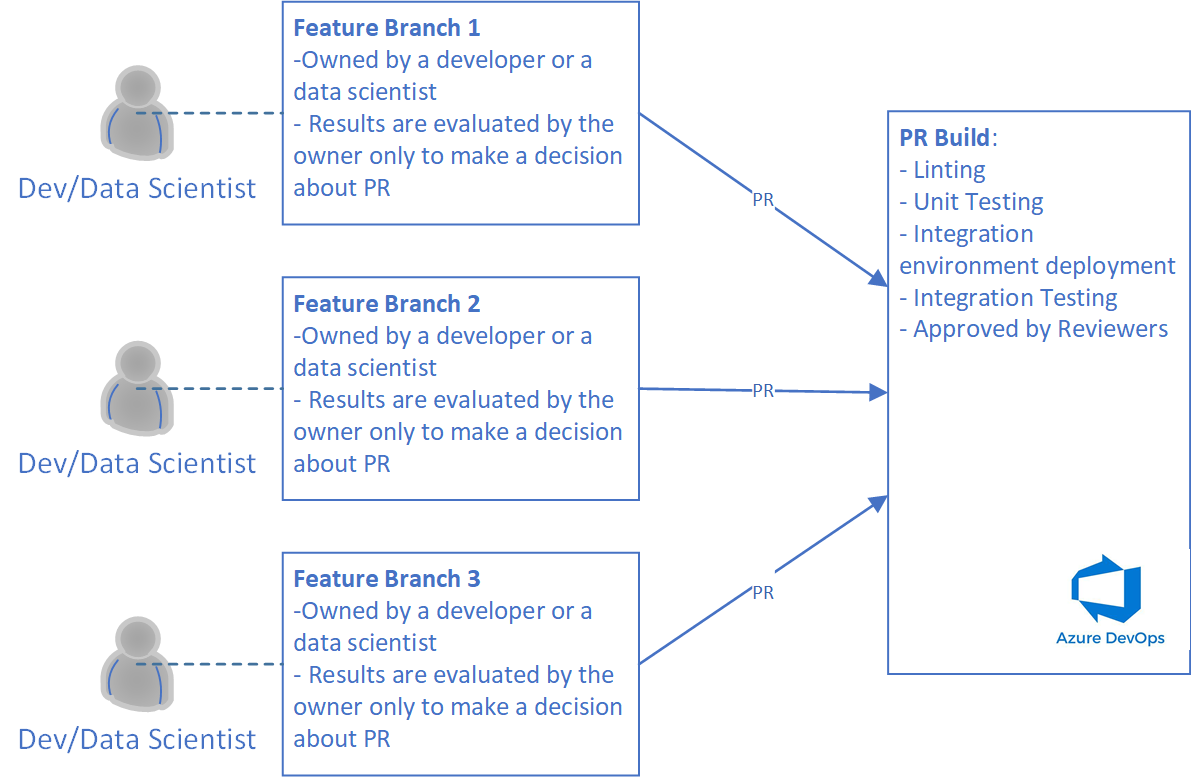 Feature Branch 1
-Owned by a developer or a
data scientist
- Results are evaluated by the
owner only to make a decision
about PR
Dev/Data Scientist
PR
PR Build:
- Linting
- Unit Testing
- Integration
environment deployment
- Integration Testing
- Approved by Reviewers
Feature Branch 2
-Owned by a developer or a
data scientist
- Results are evaluated by the
owner only to make a decision
about PR
Dev/Data Scientist
PR
Feature Branch 3
-Owned by a developer or a
data scientist
- Results are evaluated by the
owner only to make a decision
about PR
Dev/Data Scientist
PR
Azure DevOps